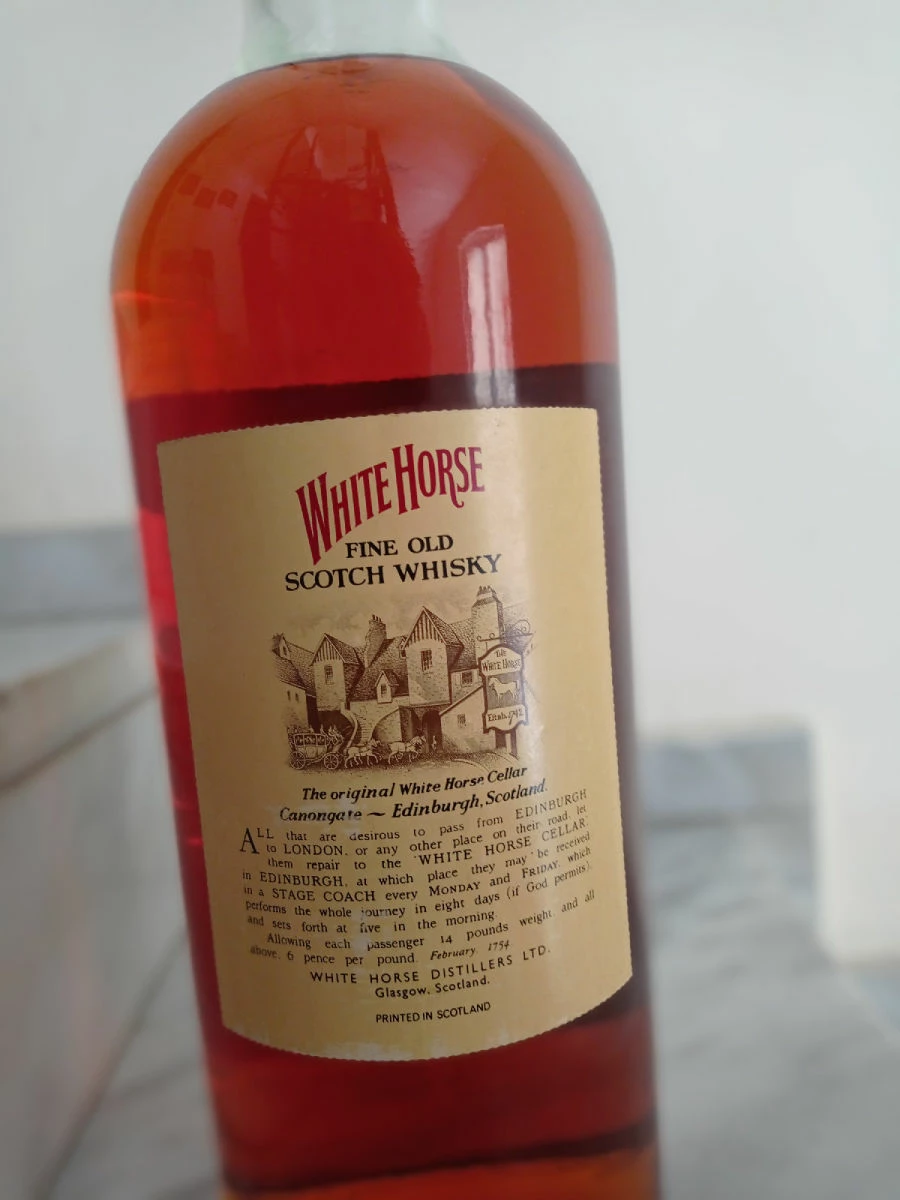 WHITE HORSE
FINE OLD
SCOTCH WHISKY
THE
WHITE HORSE
Estab. 1742
The original White Horse Cellar
Canongate ~ Edinburgh, Scotland.
ALL that are desirous to pass from EDINBURGH
to LONDON, or any other place on their road, let
them repair to the 'WHITE HORSE CELLAR,'
in EDINBURGH, at which place they may be received
in a STAGE COACH every MONDAY and FRIDAY, which
performs the whole journey in eight days (if God permits),
and sets forth at five in the morning.
Allowing each passenger 14 pounds weight, and all
above, 6 pence per pound. February, 1754.
WHITE HORSE DISTILLERS LTD.
Glasgow, Scotland.
PRINTED IN SCOTLAND